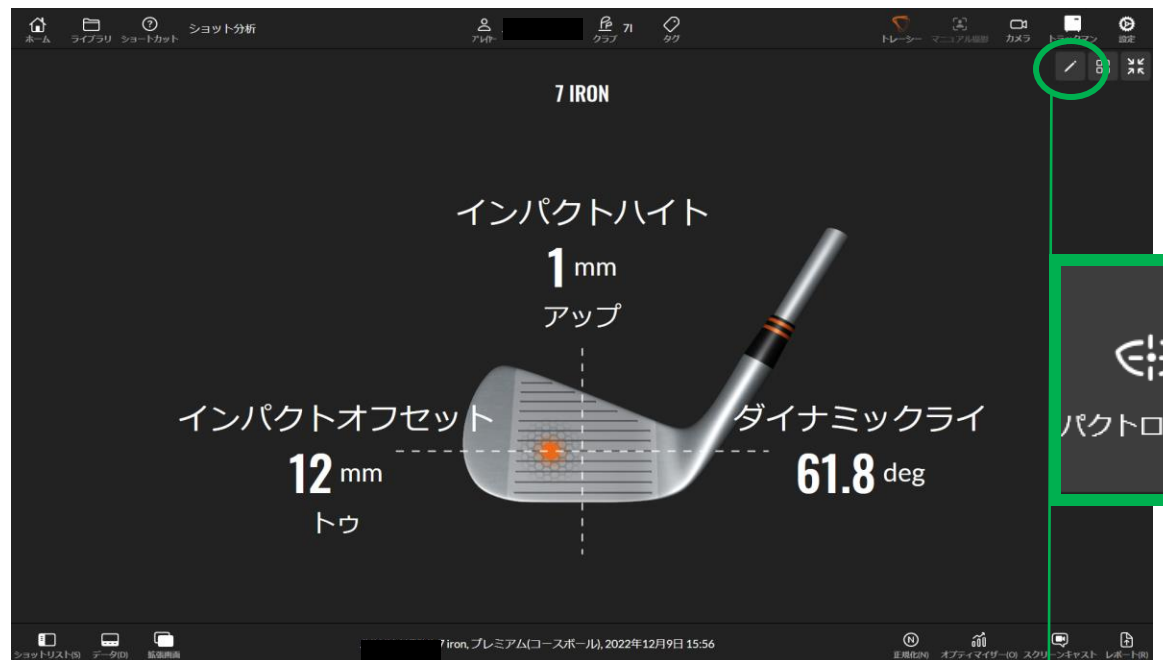 ホーム
ライブラリ
ショートカット
ショット分析
プレイヤー
クラブ
7I
タグ
トレーシー
マニュアル撮影
カメラ
トラックマン
設定
7 IRON
インパクトハイト
1 mm
アップ
インパクトオフセット
12 mm
トゥ
ダイナミックライ
61.8 deg
パクトロ
ショットリスト(S)
データ(D)
拡張画面
7 iron, プレミアム(コースボール), 2022年12月9日 15:56
正規化(N)
オプティマイザー(O)
スクリーンキャスト
レポート(R)